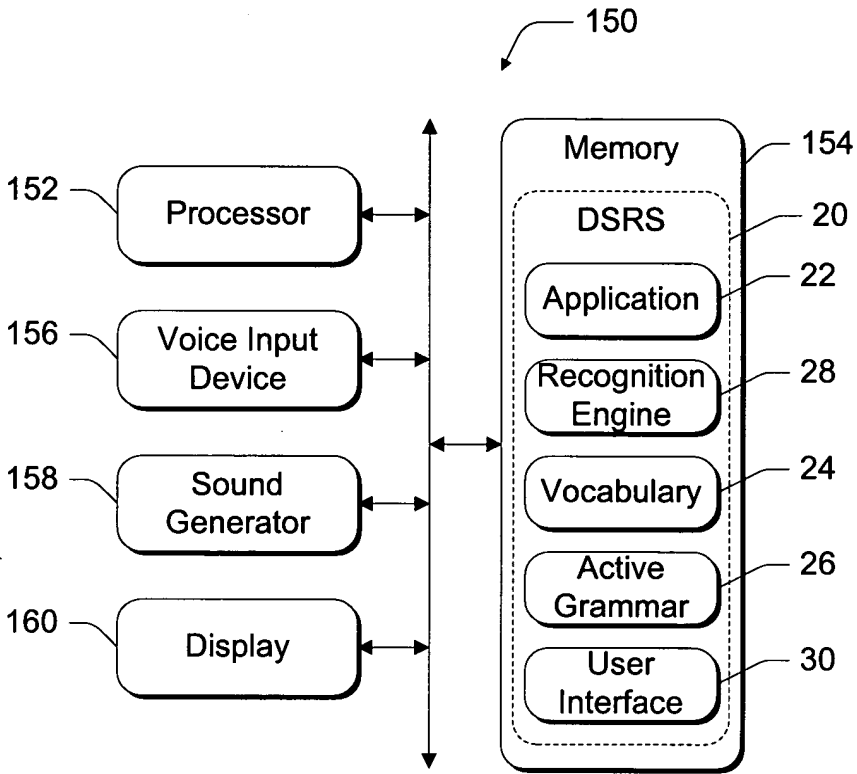 150
Memory
154
152
Processor
DSRS
20
Application
22
156
Voice Input
Device
Recognition
Engine
28
158
Sound
Generator
Vocabulary
24
Active
Grammar
26
160
Display
User
Interface
30